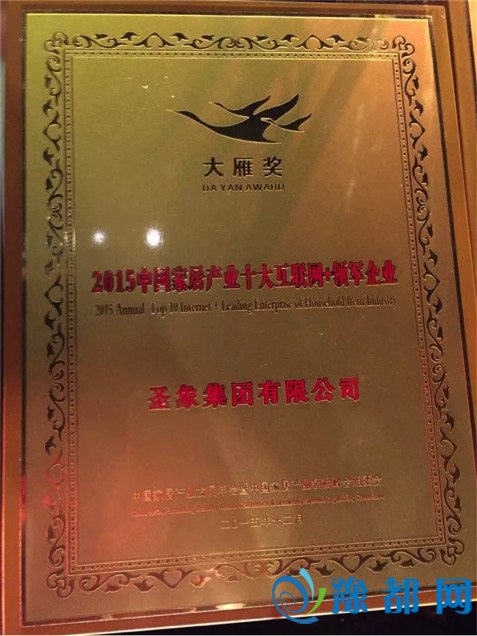 大雁奖
DA YAN AWARD
2015中国家居产业十大互联网+领军企业
2015 Annual Top 10 Internet + Leading Enterprise of Household Item Industry
圣象集团有限公司
二〇一五年十二月
豫都网